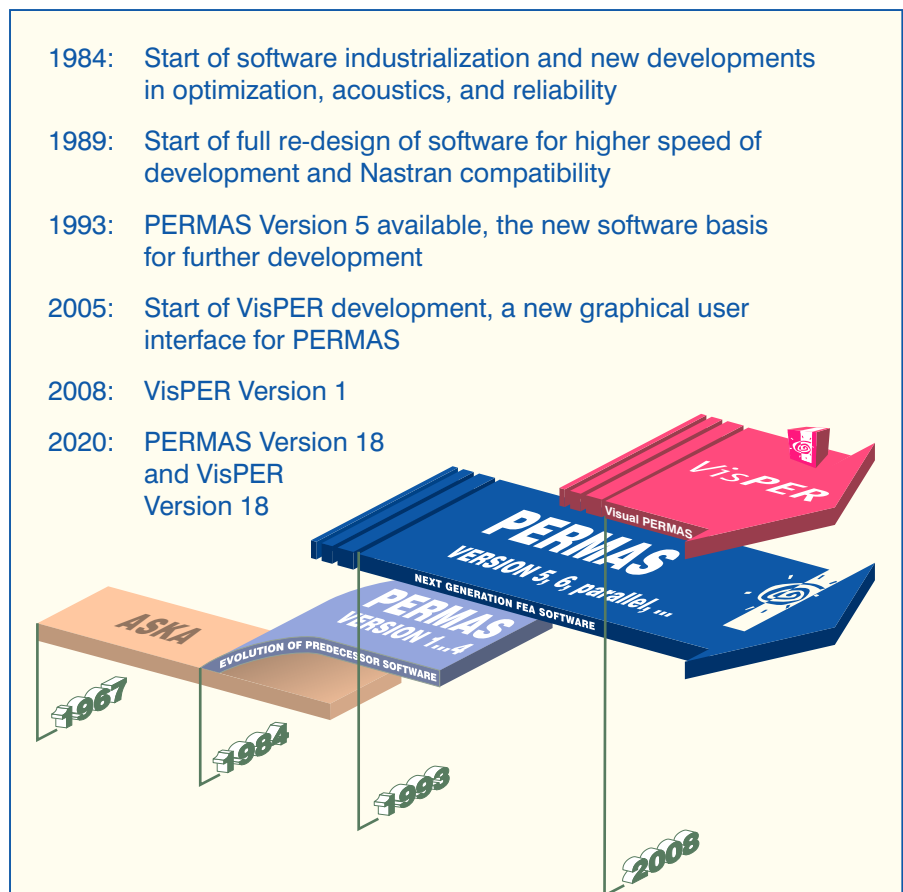 1984: Start of software industrialization and new developments
in optimization, acoustics, and reliability
1989: Start of full re-design of software for higher speed of
development and Nastran compatibility
1993: PERMAS Version 5 available, the new software basis
for further development
2005: Start of VisPER development, a new graphical user
interface for PERMAS
2008: VisPER Version 1
2020: PERMAS Version 18
and VisPER
Version 18
VisPER
Visual PERMAS
PERMAS
VERSION 5, 6, parallel, ...
NEXT GENERATION FEA SOFTWARE
PERMAS
VERSION 1...4
EVOLUTION OF PREDECESSOR SOFTWARE
ASKA
1967
1984
1993
2008